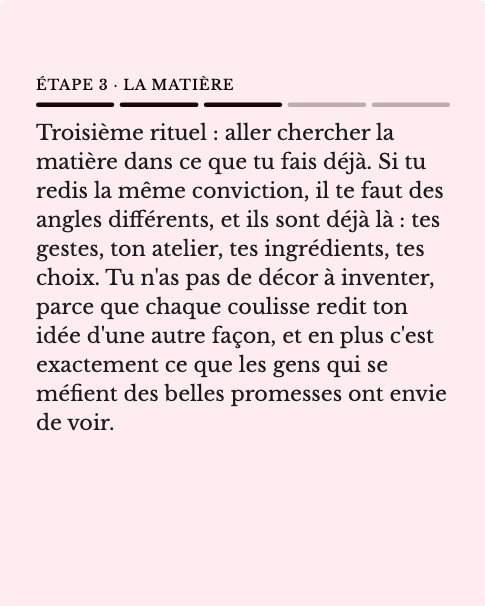 ÉTAPE 3 · LA MATIÈRE
Troisième rituel : aller chercher la
matière dans ce que tu fais déjà. Si tu
redis la même conviction, il te faut des
angles différents, et ils sont déjà là : tes
gestes, ton atelier, tes ingrédients, tes
choix. Tu n'as pas de décor à inventer,
parce que chaque coulisse redit ton
idée d'une autre façon, et en plus c'est
exactement ce que les gens qui se
méfient des belles promesses ont envie
de voir.